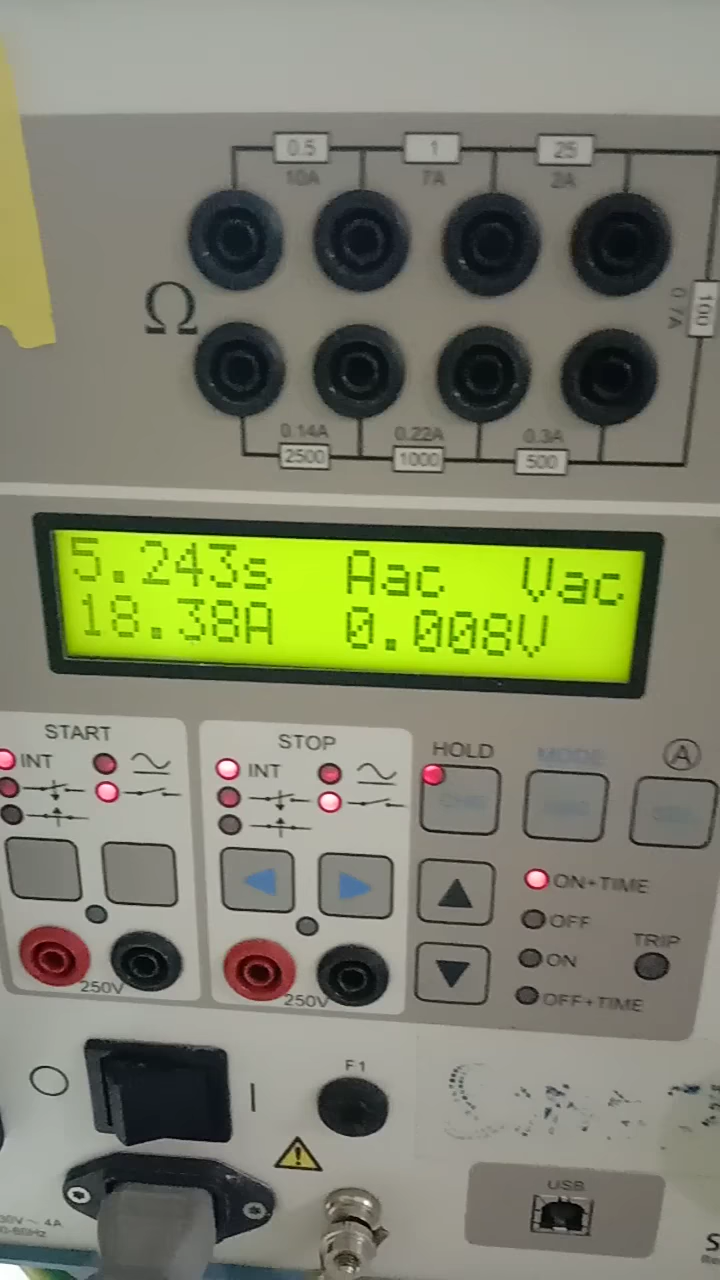 0.5 1 25
10A 7A 2A
Ω
100
0.7A
0.14A 0.22A 0.3A
2500 1000 500
5.243s Aac Vac
18.38A 0.008V
START
INT
STOP
INT
HOLD
MODE
A
ON+TIME
OFF
ON
OFF+TIME
TRIP
250V
250V
F1
I
USB
4A